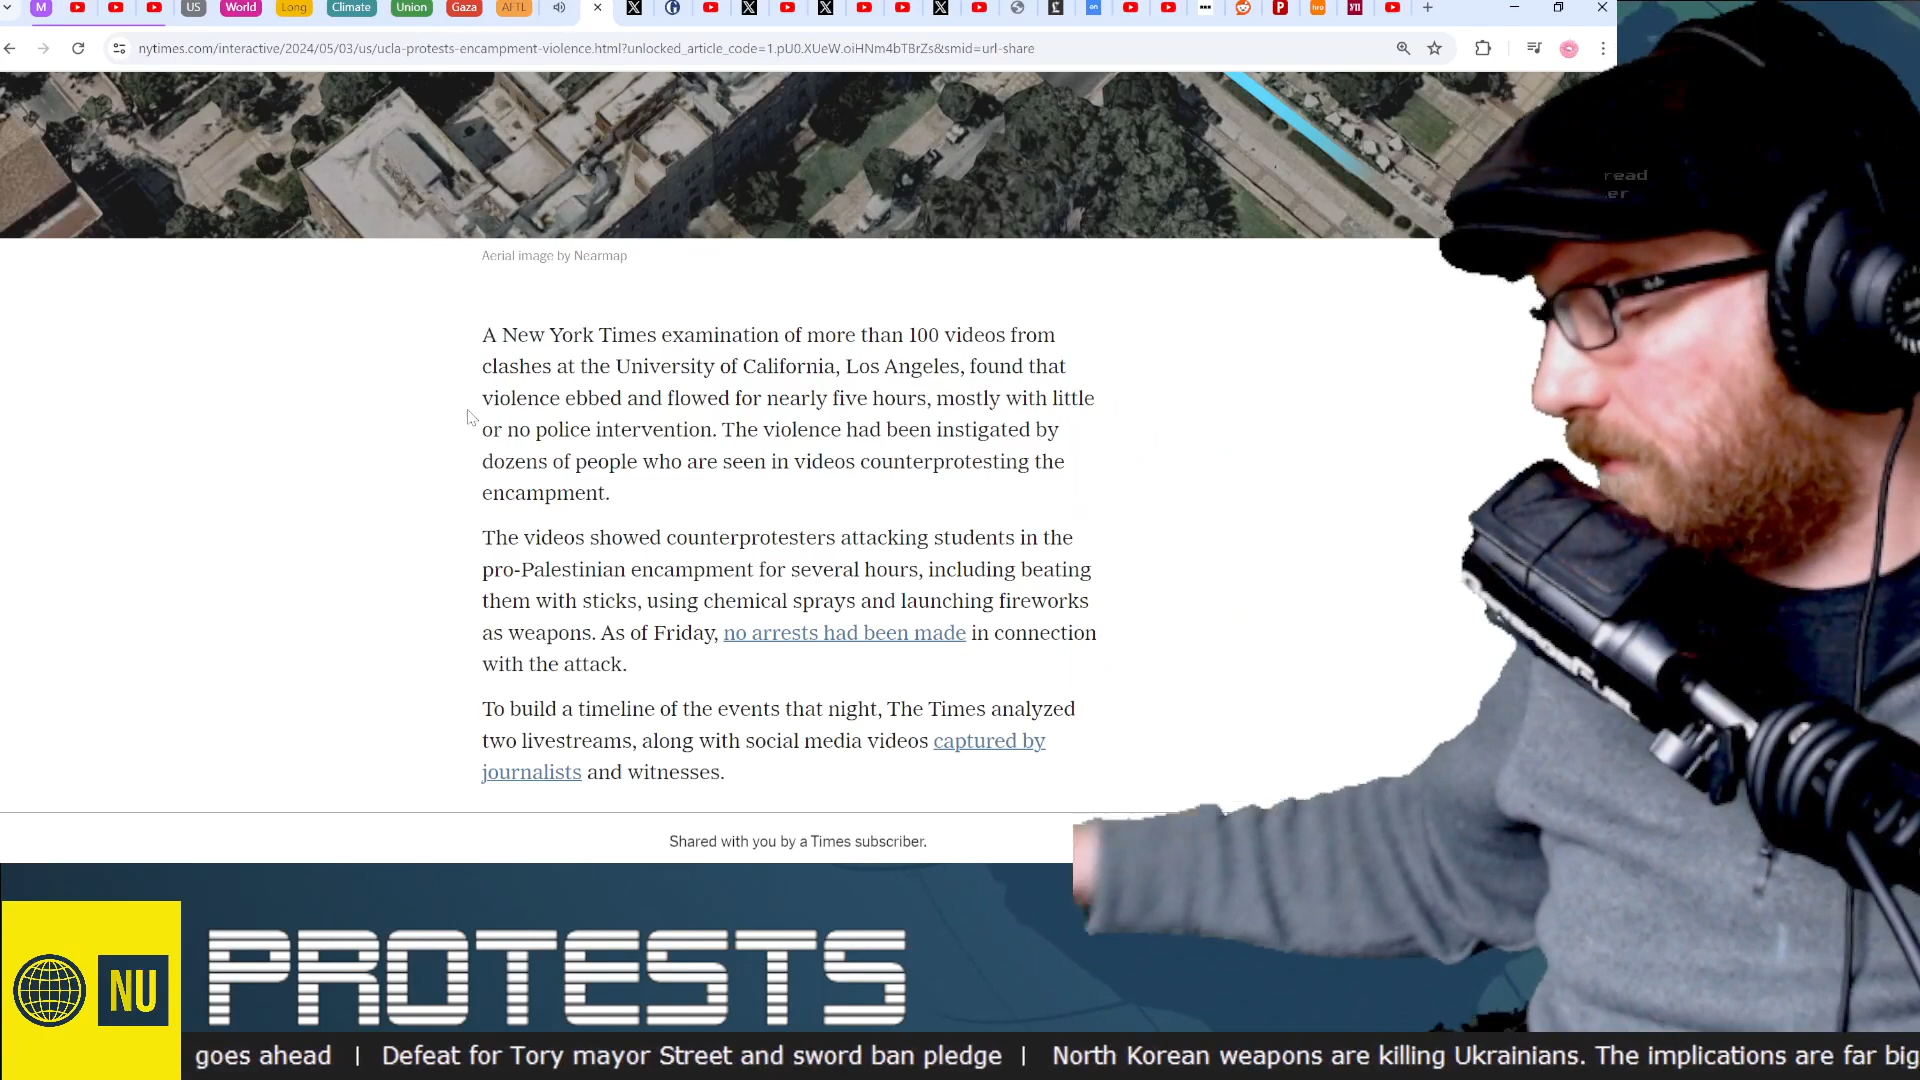 M
US
World
Long
Climate
Union
Gaza
AFTL
nytimes.com/interactive/2024/05/03/us/ucla-protests-encampment-violence.html?unlocked_article_code=1.pU0.XUeW.oiHNm4bTBrZs&smid=url-share
read
er
Aerial image by Nearmap
A New York Times examination of more than 100 videos from
clashes at the University of California, Los Angeles, found that
violence ebbed and flowed for nearly five hours, mostly with little
or no police intervention. The violence had been instigated by
dozens of people who are seen in videos counterprotesting the
encampment.
The videos showed counterprotesters attacking students in the
pro-Palestinian encampment for several hours, including beating
them with sticks, using chemical sprays and launching fireworks
as weapons. As of Friday, no arrests had been made in connection
with the attack.
To build a timeline of the events that night, The Times analyzed
two livestreams, along with social media videos captured by
journalists and witnesses.
Shared with you by a Times subscriber.
NU
PROTESTS
goes ahead | Defeat for Tory mayor Street and sword ban pledge | North Korean weapons are killing Ukrainians. The implications are far big